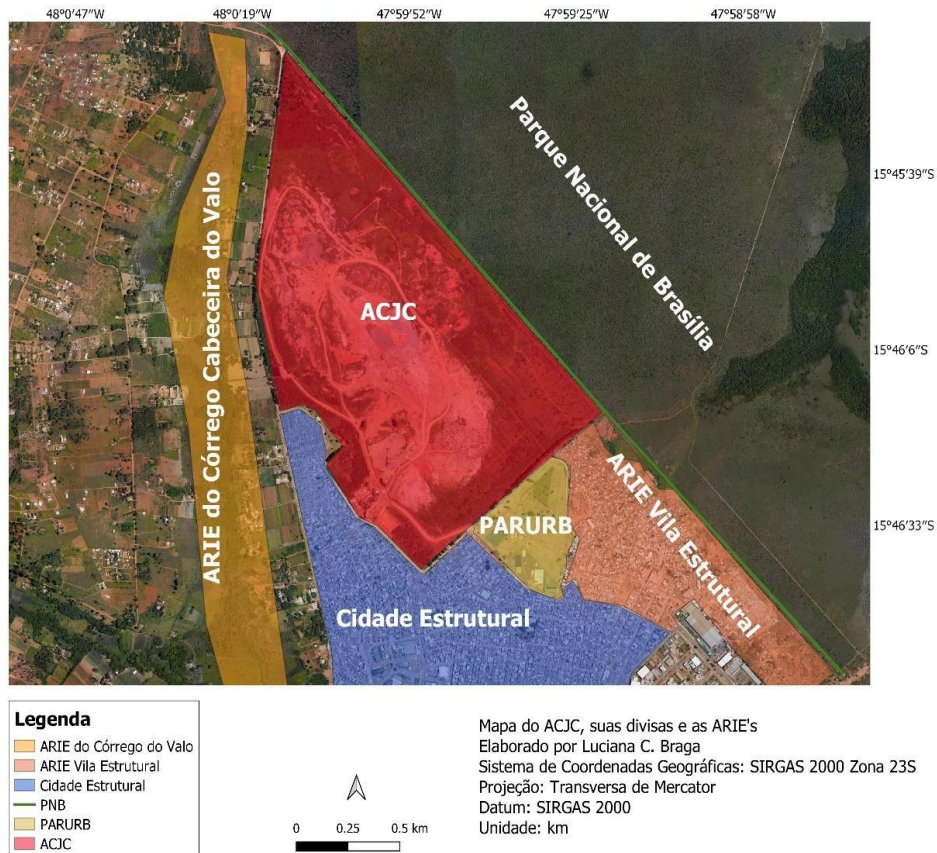 48°0'47"W 48°0'19"W 47°59'52"W 47°59'25"W 47°58'58"W
Parque Nacional de Brasília
15°45'39"S
ARIE do Córrego Cabeceira do Valo
ACJC
15°46'6"S
ARIE Vila Estrutural
PARURB
15°46'33"S
Cidade Estrutural
Legenda
ARIE do Córrego do Valo
ARIE Vila Estrutural
Cidade Estrutural
PNB
PARURB
ACJC
0 0.25 0.5 km
Mapa do ACJC, suas divisas e as ARIE's
Elaborado por Luciana C. Braga
Sistema de Coordenadas Geográficas: SIRGAS 2000 Zona 23S
Projeção: Transversa de Mercator
Datum: SIRGAS 2000
Unidade: km